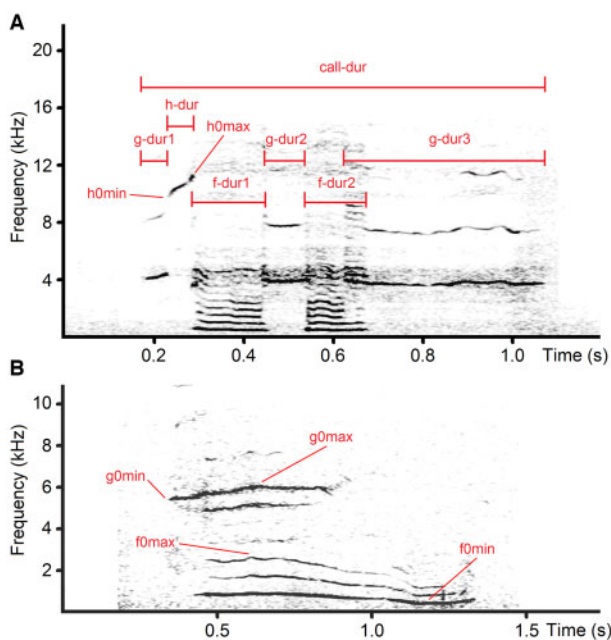 A
Frequency (kHz)
20
16
12
8
4
call-dur
h-dur
g-dur1
h0max
g-dur2
g-dur3
h0min
f-dur1
f-dur2
0.2
0.4
0.6
0.8
1.0
Time (s)
B
Frequency (kHz)
10
8
6
4
2
g0max
g0min
f0max
f0min
0.5
1.0
1.5
Time (s)